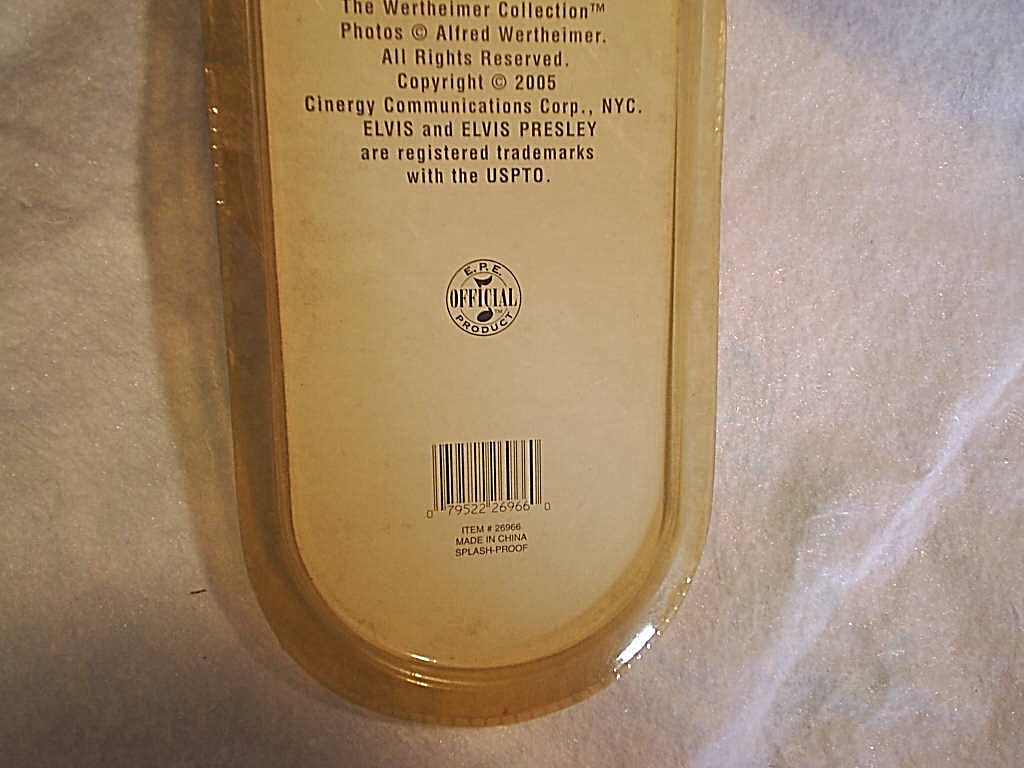 The Wertheimer Collection™
Photos © Alfred Wertheimer.
All Rights Reserved.
Copyright © 2005
Cinergy Communications Corp., NYC.
ELVIS and ELVIS PRESLEY
are registered trademarks
with the USPTO.
E.P.E.
OFFICIAL
TM
PRODUCT
0 79522 26966 0
ITEM # 26966
MADE IN CHINA
SPLASH-PROOF